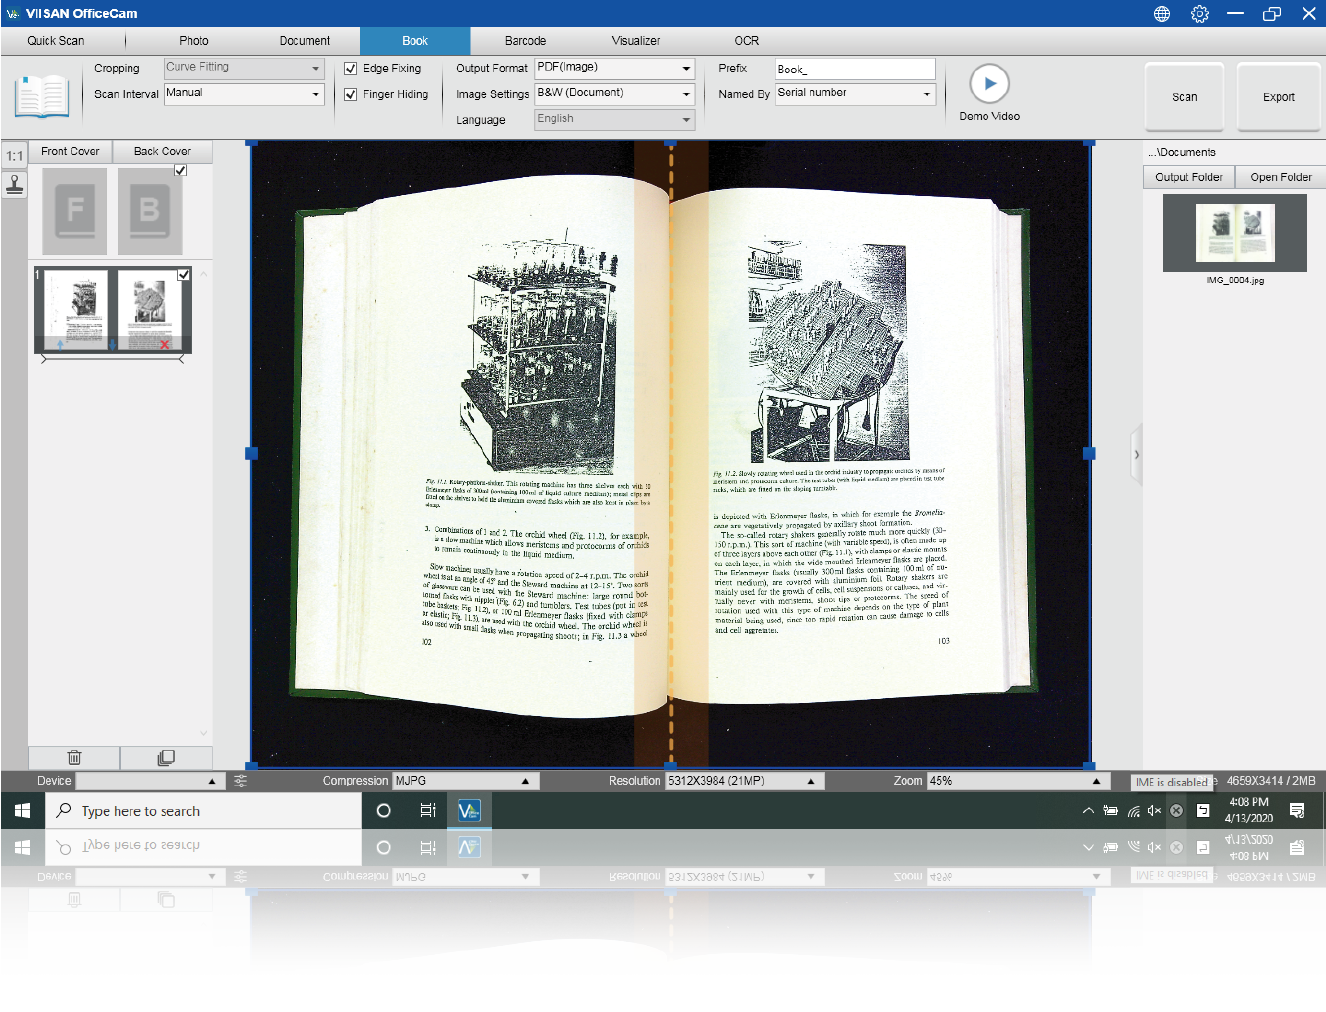 VIISAN OfficeCam
Quick Scan
Photo
Document
Book
Barcode
Visualizer
OCR
Cropping
Curve Fitting
Scan Interval
Manual
Edge Fixing
Finger Hiding
Output Format
PDF(Image)
Image Settings
B&W (Document)
Language
English
Prefix
Book_
Named By
Serial number
Demo Video
Scan
Export
1:1
Front Cover
Back Cover
F
B
1
...\Documents
Output Folder
Open Folder
IMG_0004.jpg
Fig. 11.1. Rotary-platform-shaker. This rotating machine has three shelves each with 10
Erlenmeyer flasks of 300ml (containing 100ml of liquid culture medium); metal clips are
fitted on the shelves to hold the aluminium covered flasks which are also kept in place by a
clamp.
3. Combinations of 1 and 2. The orchid wheel (Fig. 11.2), for example,
is a slow machine which allows meristems and protocorms of orchids
to remain continuously in the liquid medium.
Slow machines usually have a rotation speed of 2–4 r.p.m. The orchid
wheel is at an angle of 45° and the Steward machine at 12–15°. Two sorts
of glassware can be used with the Steward machine: large round bot-
tomed flasks with nipples (Fig. 6.2) and tumblers. Test tubes (put in test
tube baskets; Fig. 11.2), or 100 ml Erlenmeyer flasks [fixed with clamps
or elastic; Fig. 11.3), are used with the orchid wheel. The orchid wheel is
also used with small flasks when propagating shoots; in Fig. 11.3 a wheel
102
Fig. 11.2. Slowly rotating wheel used in the orchid industry to propagate orchids by means of
meristem and protocorm culture. The test tubes (with liquid medium) are placed in test tube
racks, which are fixed on the sloping turntable.
is depicted with Erlenmeyer flasks, in which for example the Bromelia-
ceae are vegetatively propagated by axillary shoot formation.
The so-called rotary shakers generally rotate much more quickly (30–
150 r.p.m.). This sort of machine (with variable speed), is often made up
of three layers above each other (Fig. 11.1), with clamps or elastic mounts
on each layer, in which the wide mouthed Erlenmeyer flasks are placed.
The Erlenmeyer flasks (usually 300ml flasks containing 100ml of nu-
trient medium), are covered with aluminium foil. Rotary shakers are
mainly used for the growth of cells, cell suspensions or calluses, and vir-
tually never with meristems, shoot tips or protocorms. The speed of
rotation used with this type of machine depends on the type of plant
material being used, since too rapid rotation can cause damage to cells
and cell aggregates.
103
Device
Compression
MJPG
Resolution
5312X3984 (21MP)
Zoom
45%
IME is disabled
4659X3414 / 2MB
Type here to search
4:08 PM
4/13/2020